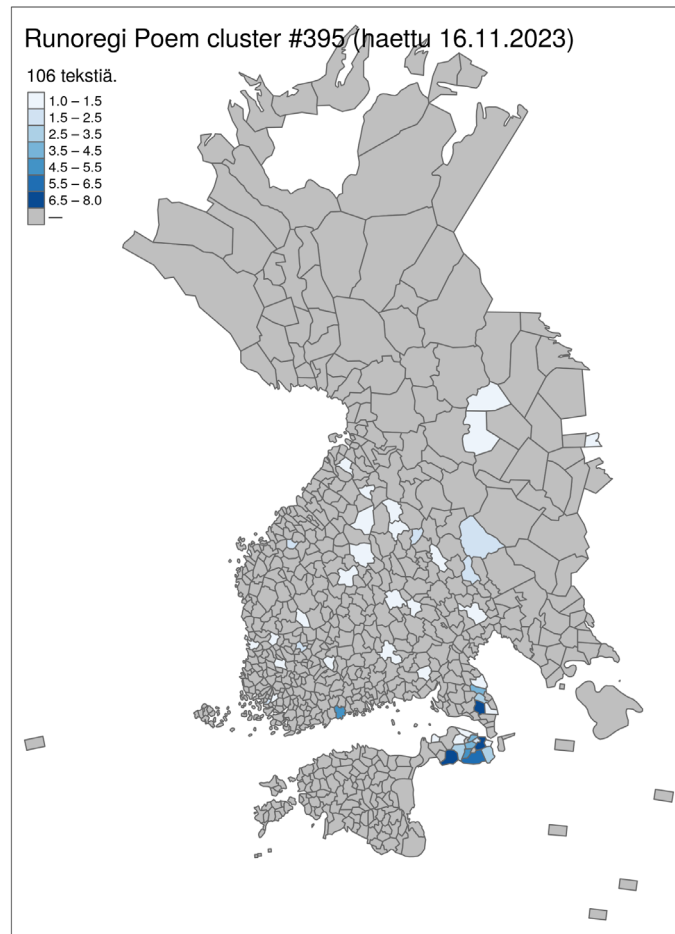 Runoregi Poem cluster #395 (haettu 16.11.2023)
106 tekstiä.
1.0 – 1.5
1.5 – 2.5
2.5 – 3.5
3.5 – 4.5
4.5 – 5.5
5.5 – 6.5
6.5 – 8.0
—